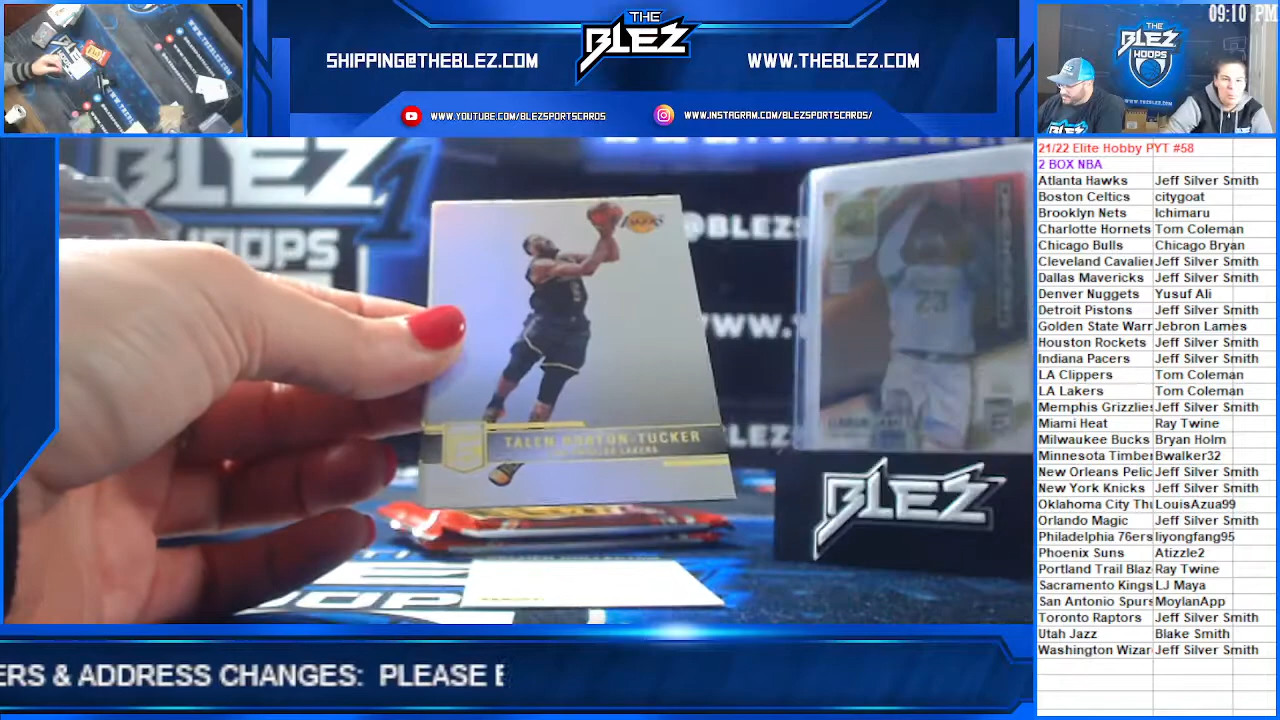 09:10 PM
THE
BLEZ
HOOPS
SHIPPING@THEBLEZ.COM
THE
BLEZ
WWW.THEBLEZ.COM
WWW.YOUTUBE.COM/BLEZSPORTSCARDS
WWW.INSTAGRAM.COM/BLEZSPORTSCARDS/
BLEZ
HOOPS
LAKERS
TALEN HORTON-TUCKER
LOS ANGELES LAKERS
23
BLEZ
21/22 Elite Hobby PYT #58
2 BOX NBA
Atlanta Hawks Jeff Silver Smith
Boston Celtics citygoat
Brooklyn Nets Ichimaru
Charlotte Hornets Tom Coleman
Chicago Bulls Chicago Bryan
Cleveland Cavalier Jeff Silver Smith
Dallas Mavericks Jeff Silver Smith
Denver Nuggets Yusuf Ali
Detroit Pistons Jeff Silver Smith
Golden State Warr Jebron Lames
Houston Rockets Jeff Silver Smith
Indiana Pacers Jeff Silver Smith
LA Clippers Tom Coleman
LA Lakers Tom Coleman
Memphis Grizzlies Jeff Silver Smith
Miami Heat Ray Twine
Milwaukee Bucks Bryan Holm
Minnesota Timber Bwalker32
New Orleans Pelic Jeff Silver Smith
New York Knicks Jeff Silver Smith
Oklahoma City Thu LouisAzua99
Orlando Magic Jeff Silver Smith
Philadelphia 76ers liyongfang95
Phoenix Suns Atizzle2
Portland Trail Blaz Ray Twine
Sacramento Kings LJ Maya
San Antonio Spurs MoylanApp
Toronto Raptors Jeff Silver Smith
Utah Jazz Blake Smith
Washington Wizar Jeff Silver Smith
ERS & ADDRESS CHANGES: PLEASE E